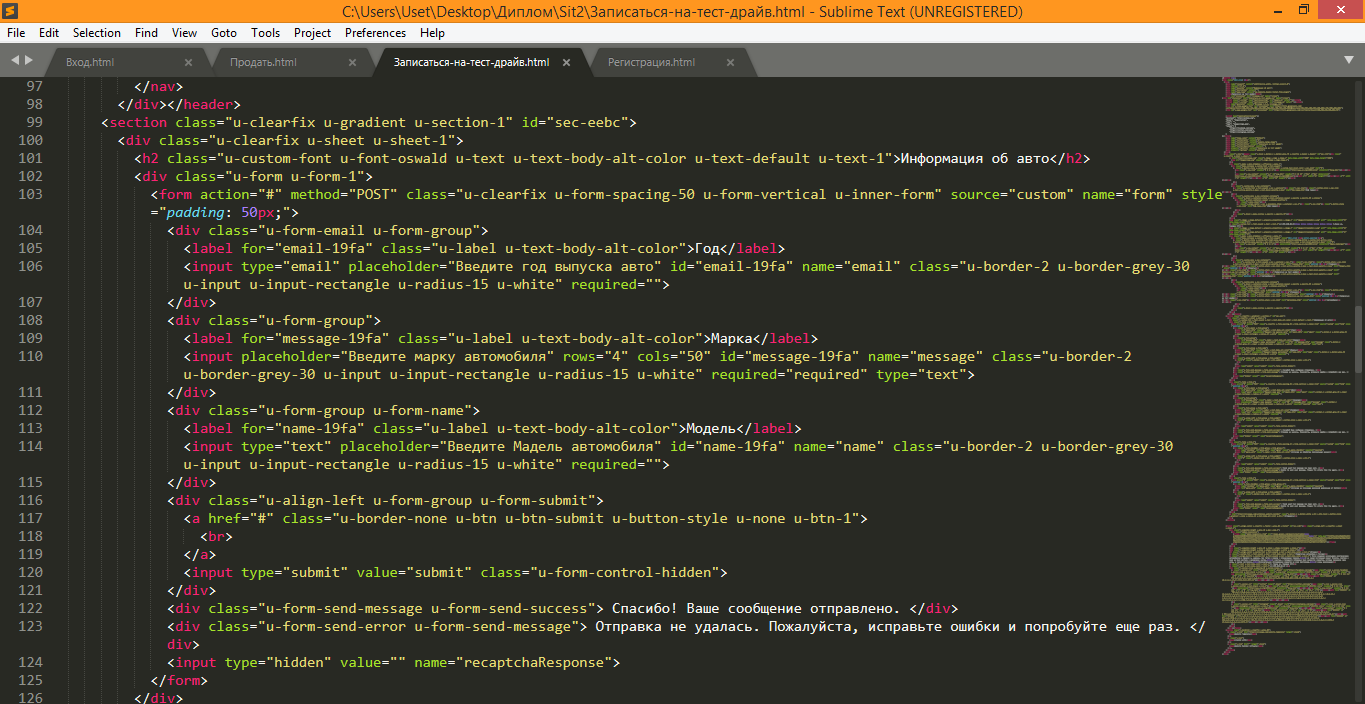 C:\Users\Uset\Desktop\Диплом\Sit2\Записаться-на-тест-драйв.html - Sublime Text (UNREGISTERED)
File Edit Selection Find View Goto Tools Project Preferences Help
Вход.html Продать.html Записаться-на-тест-драйв.html Регистрация.html
97 </nav>
98 </div></header>
99 <section class="u-clearfix u-gradient u-section-1" id="sec-eebc">
100 <div class="u-clearfix u-sheet u-sheet-1">
101 <h2 class="u-custom-font u-font-oswald u-text u-text-body-alt-color u-text-default u-text-1">Информация об авто</h2>
102 <div class="u-form u-form-1">
103 <form action="#" method="POST" class="u-clearfix u-form-spacing-50 u-form-vertical u-inner-form" source="custom" name="form" style
="padding: 50px;">
104 <div class="u-form-email u-form-group">
105 <label for="email-19fa" class="u-label u-text-body-alt-color">Год</label>
106 <input type="email" placeholder="Введите год выпуска авто" id="email-19fa" name="email" class="u-border-2 u-border-grey-30
u-input u-input-rectangle u-radius-15 u-white" required="">
107 </div>
108 <div class="u-form-group">
109 <label for="message-19fa" class="u-label u-text-body-alt-color">Марка</label>
110 <input placeholder="Введите марку автомобиля" rows="4" cols="50" id="message-19fa" name="message" class="u-border-2
u-border-grey-30 u-input u-input-rectangle u-radius-15 u-white" required="required" type="text">
111 </div>
112 <div class="u-form-group u-form-name">
113 <label for="name-19fa" class="u-label u-text-body-alt-color">Модель</label>
114 <input type="text" placeholder="Введите Мадель автомобиля" id="name-19fa" name="name" class="u-border-2 u-border-grey-30
u-input u-input-rectangle u-radius-15 u-white" required="">
115 </div>
116 <div class="u-align-left u-form-group u-form-submit">
117 <a href="#" class="u-border-none u-btn u-btn-submit u-button-style u-none u-btn-1">
118 <br>
119 </a>
120 <input type="submit" value="submit" class="u-form-control-hidden">
121 </div>
122 <div class="u-form-send-message u-form-send-success"> Спасибо! Ваше сообщение отправлено. </div>
123 <div class="u-form-send-error u-form-send-message"> Отправка не удалась. Пожалуйста, исправьте ошибки и попробуйте еще раз. </
div>
124 <input type="hidden" value="" name="recaptchaResponse">
125 </form>
126 </div>